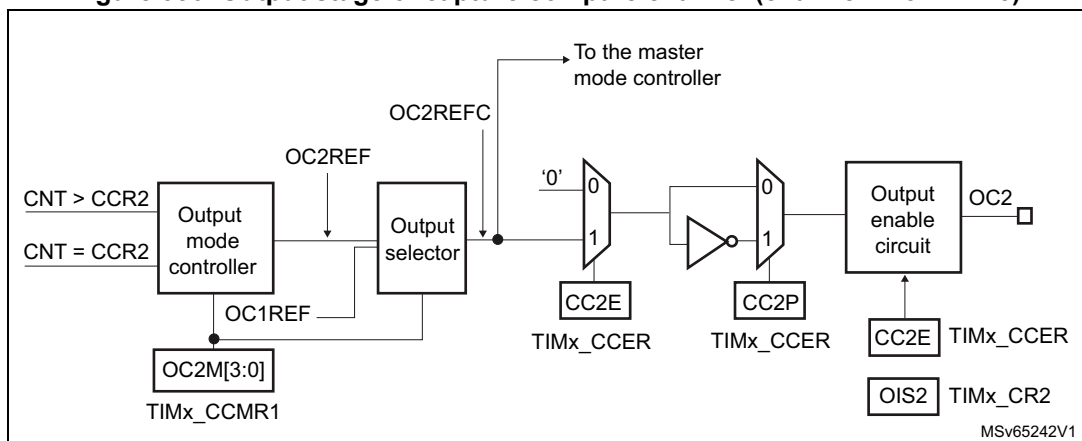 To the master
mode controller
OC2REFC
OC2REF
'0'
0
1
0
1
CNT > CCR2
CNT = CCR2
Output
mode
controller
Output
selector
Output
enable
circuit
OC2
OC1REF
CC2E
TIMx_CCER
CC2P
TIMx_CCER
CC2E
TIMx_CCER
OC2M[3:0]
TIMx_CCMR1
OIS2
TIMx_CR2
MSv65242V1